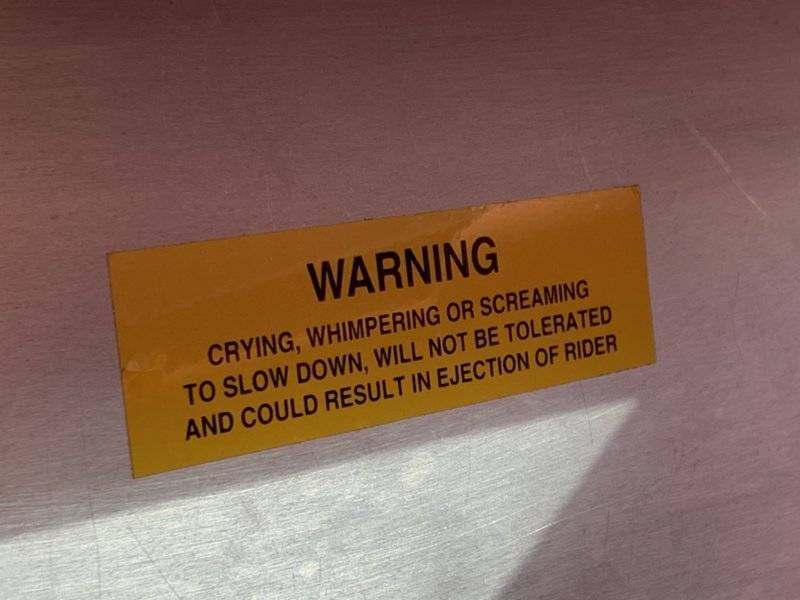 WARNING
CRYING, WHIMPERING OR SCREAMING
TO SLOW DOWN, WILL NOT BE TOLERATED
AND COULD RESULT IN EJECTION OF RIDER